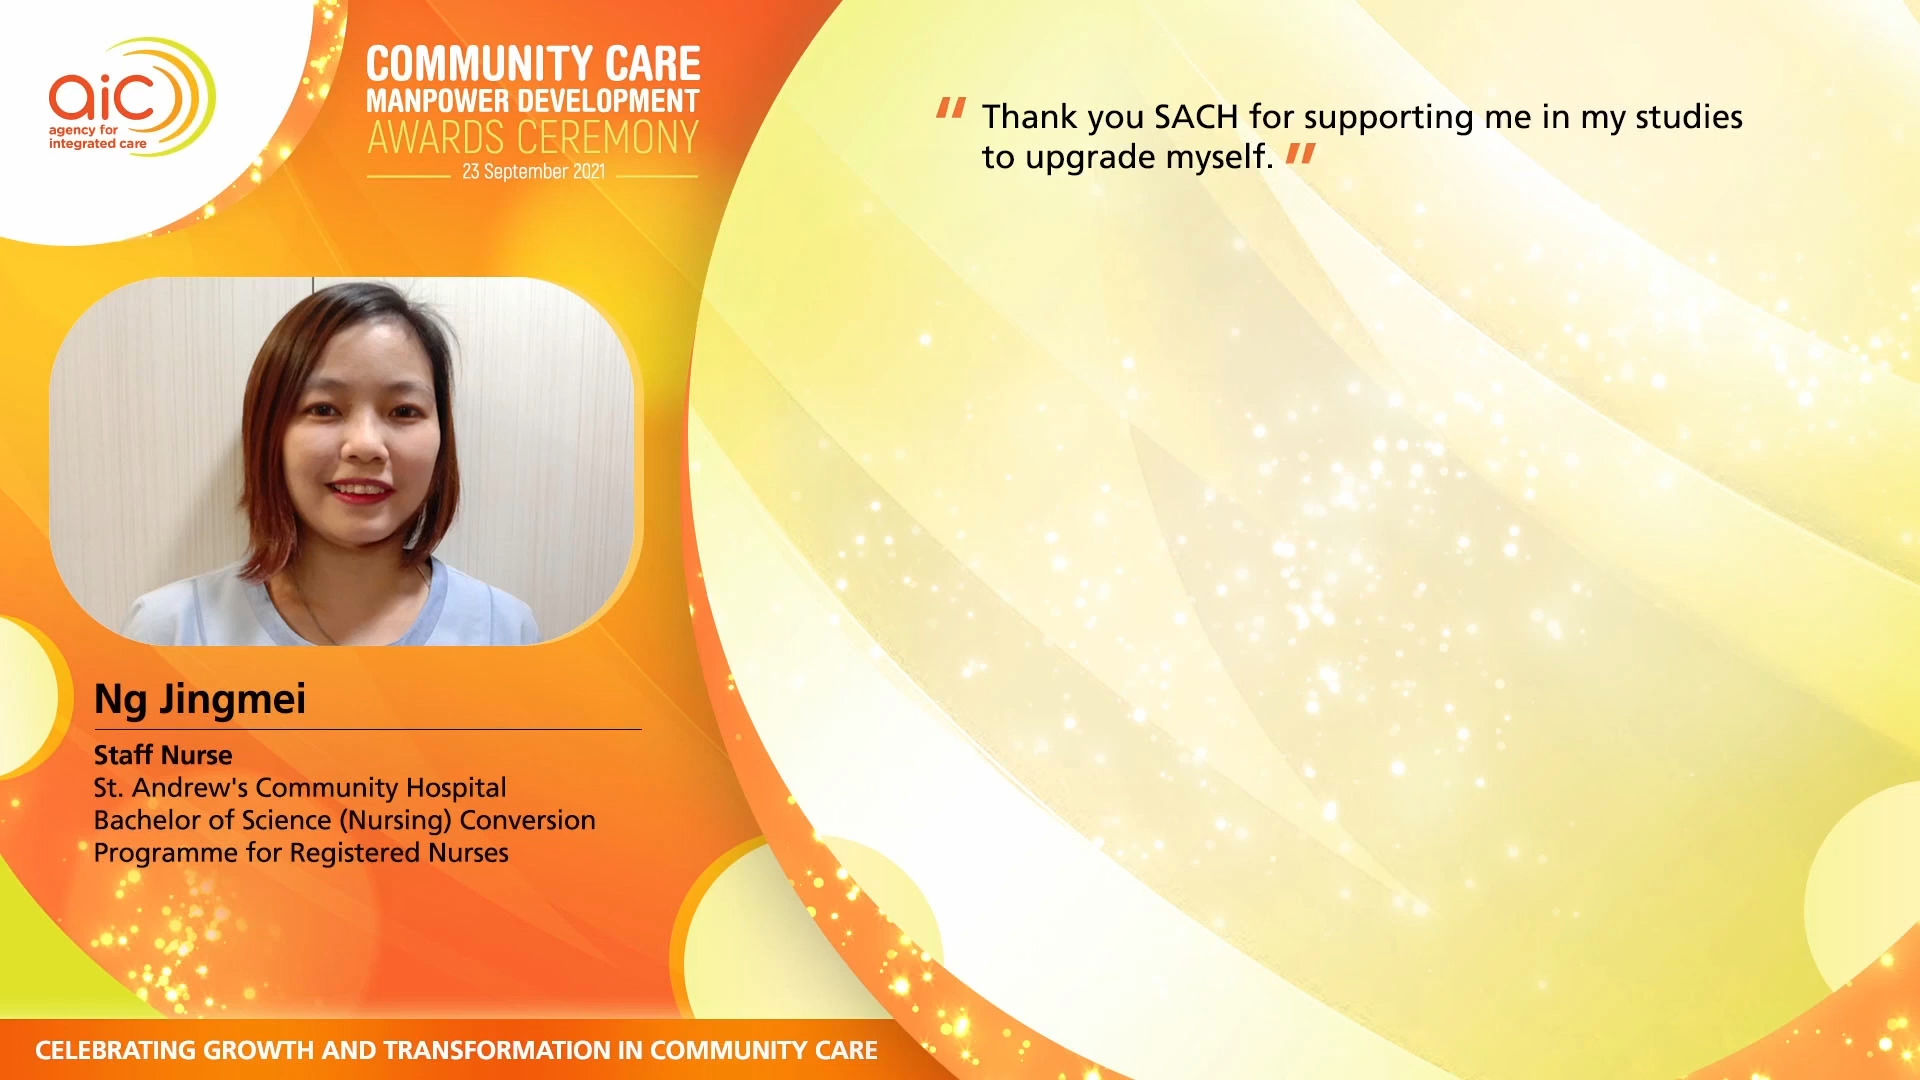 aic
agency for
integrated care
COMMUNITY CARE
MANPOWER DEVELOPMENT
AWARDS CEREMONY
23 September 2021
" Thank you SACH for supporting me in my studies
to upgrade myself. "
Ng Jingmei
Staff Nurse
St. Andrew's Community Hospital
Bachelor of Science (Nursing) Conversion
Programme for Registered Nurses
CELEBRATING GROWTH AND TRANSFORMATION IN COMMUNITY CARE